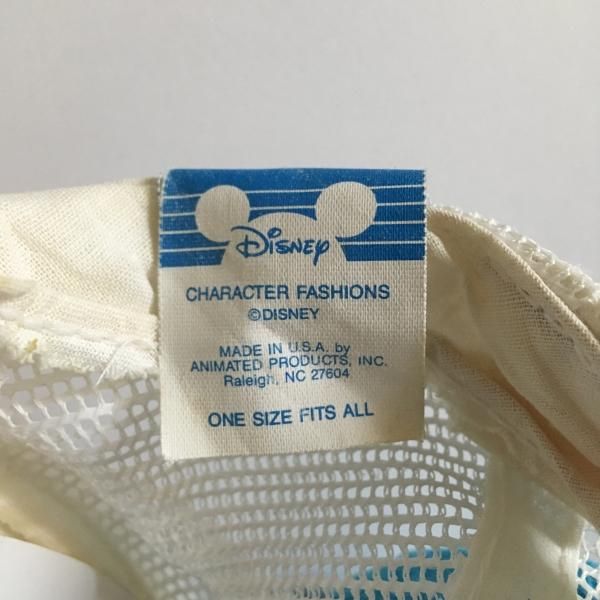 Disney
CHARACTER FASHIONS
©DISNEY
MADE IN U.S.A. by
ANIMATED PRODUCTS, INC.
Raleigh, NC 27604
ONE SIZE FITS ALL